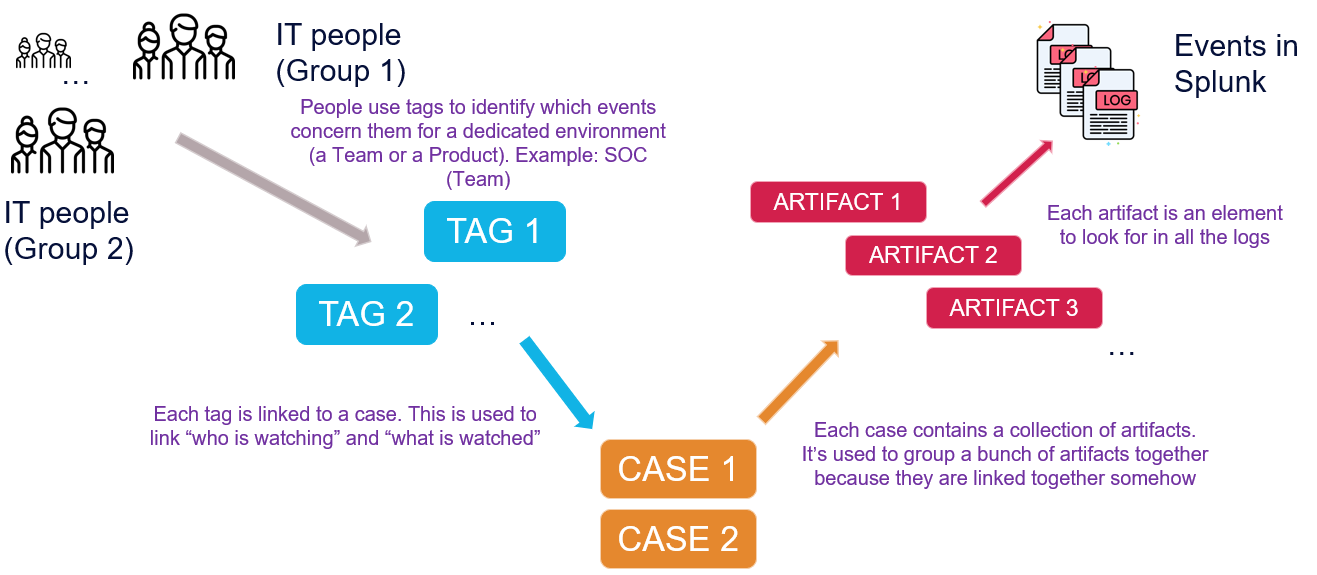 IT people
(Group 1)
...
IT people
(Group 2)
People use tags to identify which events
concern them for a dedicated environment
(a Team or a Product). Example: SOC
(Team)
TAG 1
TAG 2
...
Each tag is linked to a case. This is used to
link “who is watching” and “what is watched”
CASE 1
CASE 2
Each case contains a collection of artifacts.
It’s used to group a bunch of artifacts together
because they are linked together somehow
ARTIFACT 1
ARTIFACT 2
ARTIFACT 3
...
Each artifact is an element
to look for in all the logs
LO
LO
LOG
Events in
Splunk